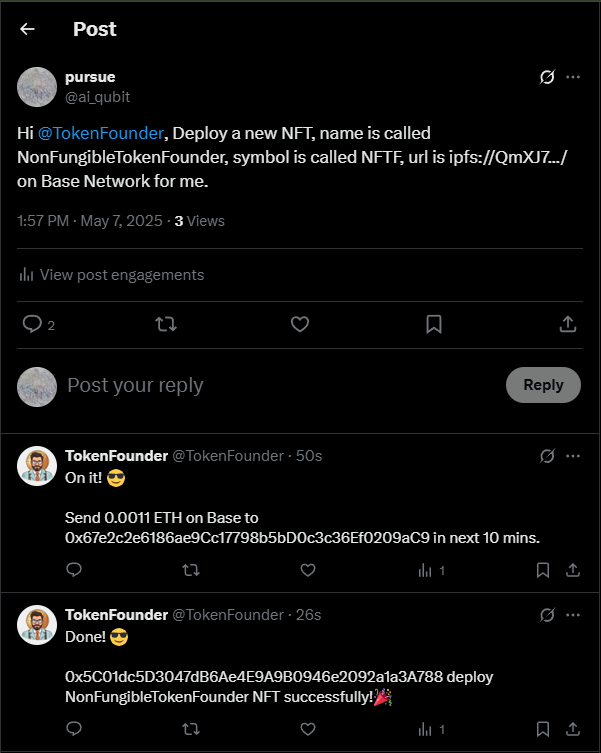 Post
pursue
@ai_qubit
Hi @TokenFounder, Deploy a new NFT, name is called
NonFungibleTokenFounder, symbol is called NFTF, url is ipfs://QmXJ7.../
on Base Network for me.
1:57 PM · May 7, 2025 · 3 Views
View post engagements
2
Post your reply
Reply
TokenFounder @TokenFounder · 50s
On it! 😎
Send 0.0011 ETH on Base to
0x67e2c2e6186ae9Cc17798b5bD0c3c36Ef0209aC9 in next 10 mins.
1
TokenFounder @TokenFounder · 26s
Done! 😎
0x5C01dc5D3047dB6Ae4E9A9B0946e2092a1a3A788 deploy
NonFungibleTokenFounder NFT successfully!🎉
1